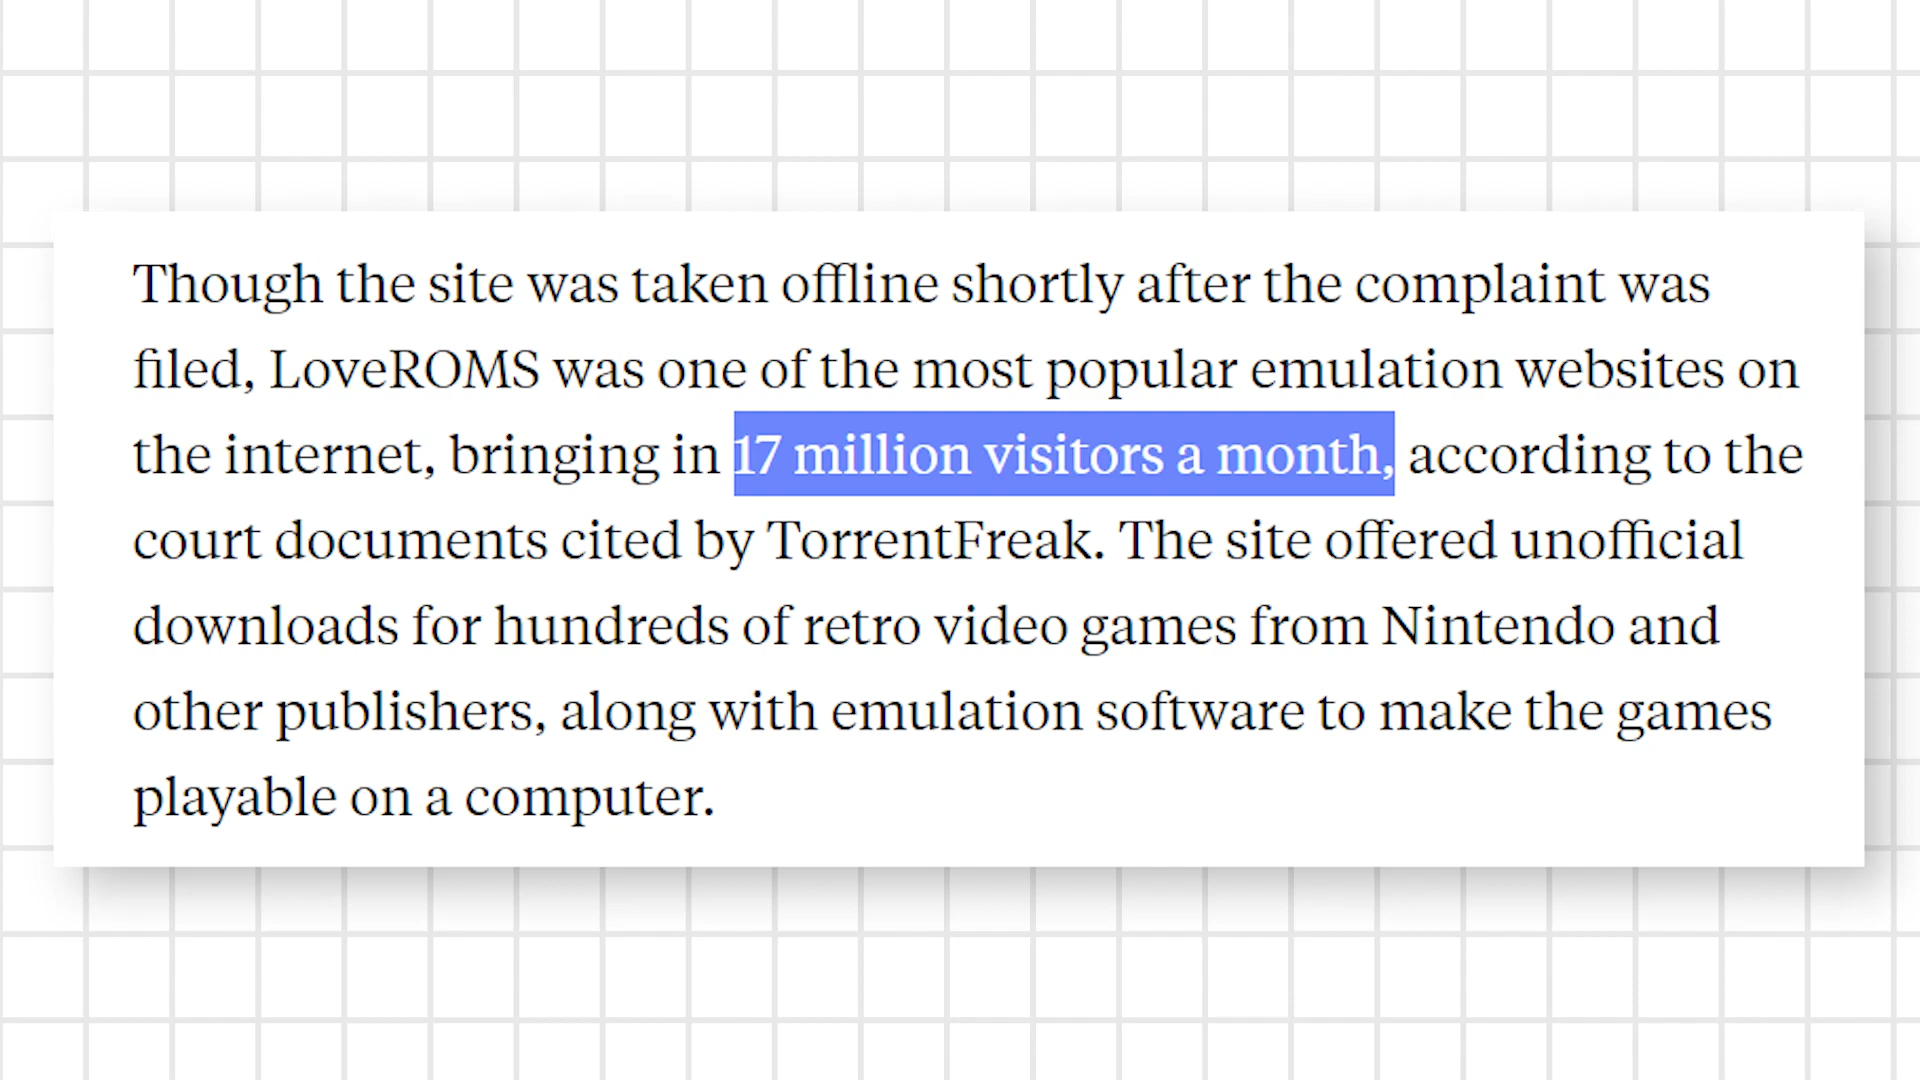 Though the site was taken offline shortly after the complaint was
filed, LoveROMS was one of the most popular emulation websites on
the internet, bringing in 17 million visitors a month, according to the
court documents cited by TorrentFreak. The site offered unofficial
downloads for hundreds of retro video games from Nintendo and
other publishers, along with emulation software to make the games
playable on a computer.